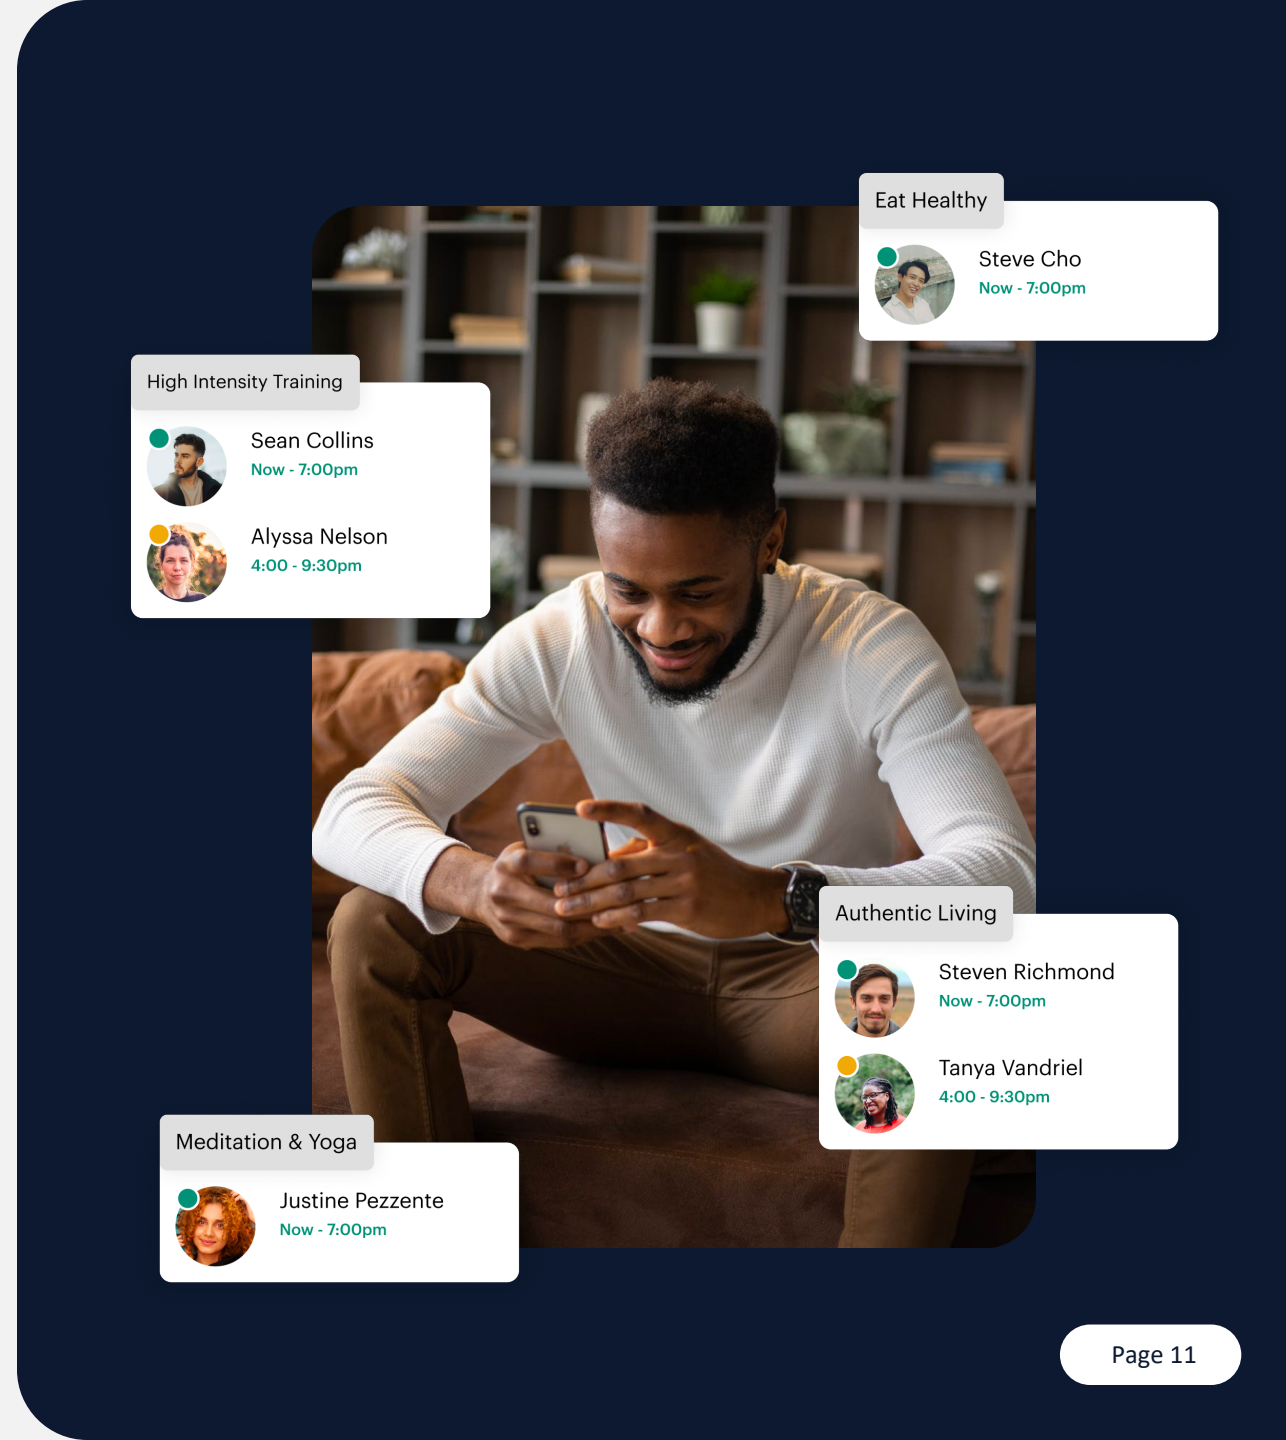 Eat Healthy
Steve Cho
Now - 7:00pm
High Intensity Training
Sean Collins
Now - 7:00pm
Alyssa Nelson
4:00 - 9:30pm
Authentic Living
Steven Richmond
Now - 7:00pm
Tanya Vandriel
4:00 - 9:30pm
Meditation & Yoga
Justine Pezzente
Now - 7:00pm
Page 11